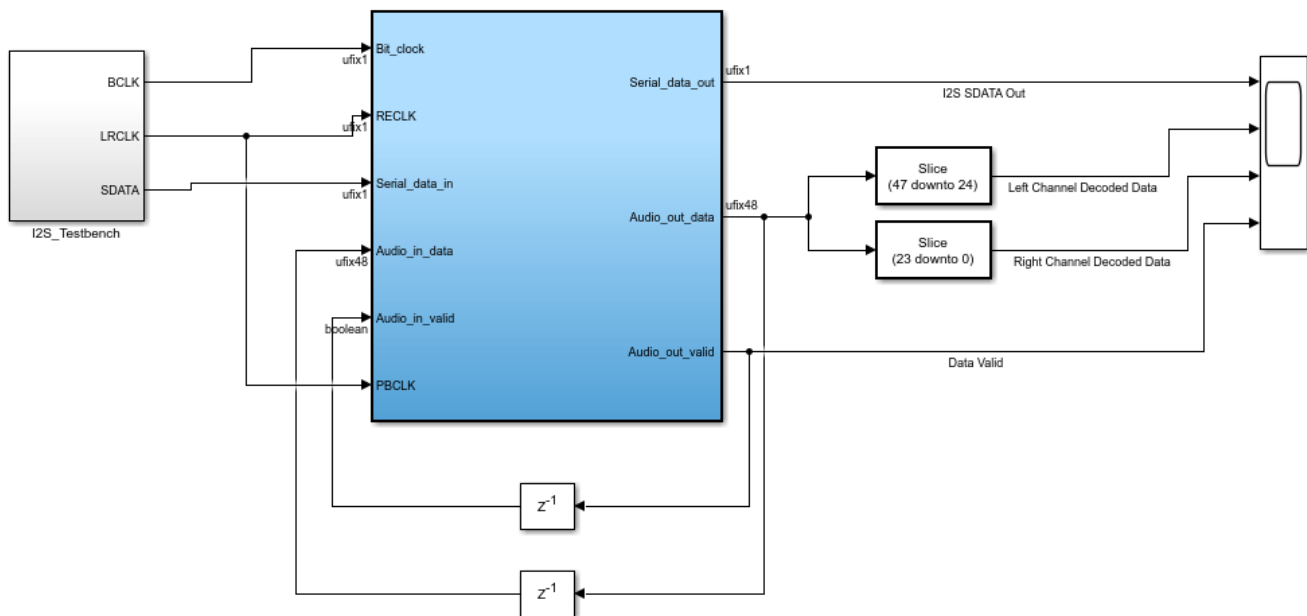 BCLK
LRCLK
SDATA
I2S_Testbench
Bit_clock
ufix1
RECLK
ufix1
Serial_data_in
ufix1
Audio_in_data
ufix48
Audio_in_valid
boolean
PBCLK
Serial_data_out
ufix1
Audio_out_data
ufix48
Audio_out_valid
I2S SDATA Out
Slice
(47 downto 24)
Left Channel Decoded Data
Slice
(23 downto 0)
Right Channel Decoded Data
Data Valid
Z-1
Z-1